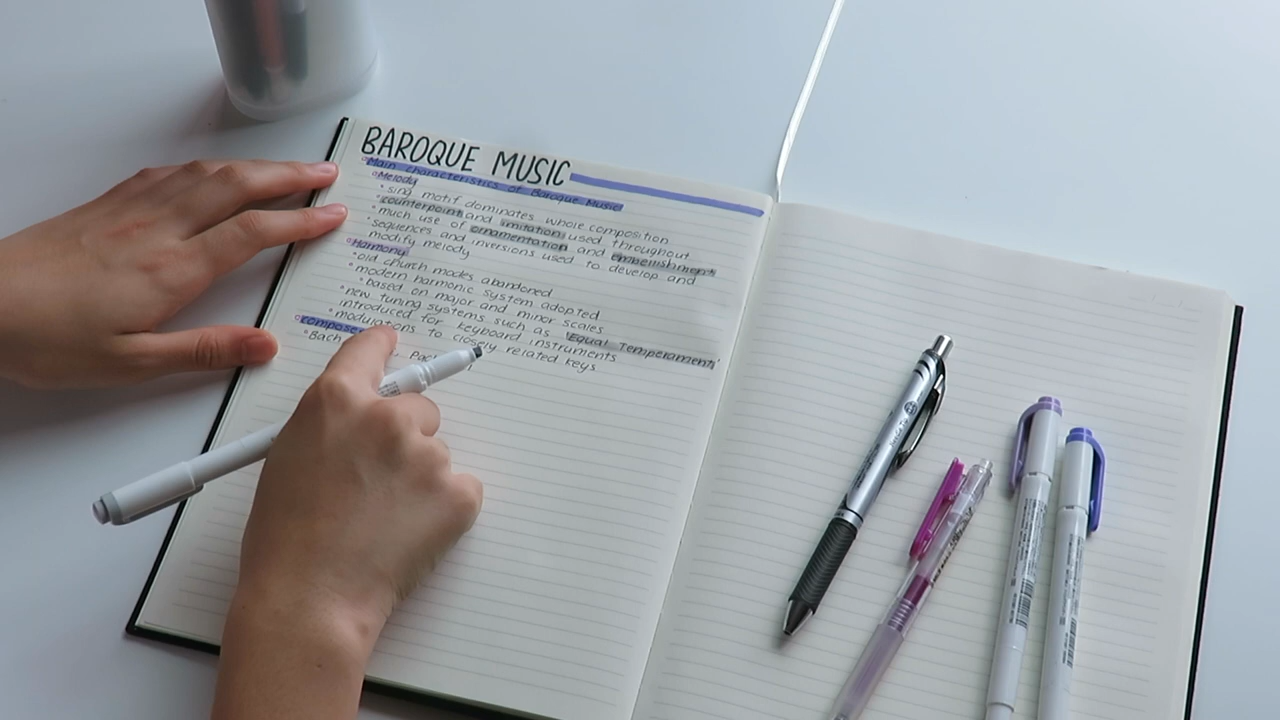 BAROQUE MUSIC
Main characteristics of Baroque Music
Melody
sing motif dominates whole composition
counterpoint and imitation used throughout
much use of ornamentation and embellishments
sequences and inversions used to develop and
modify melody
Harmony
old church modes abandoned
modern harmonic system adopted
based on major and minor scales
new tuning systems such as 'Equal Temperament'
introduced for keyboard instruments
modulations to closely related keys
Bach